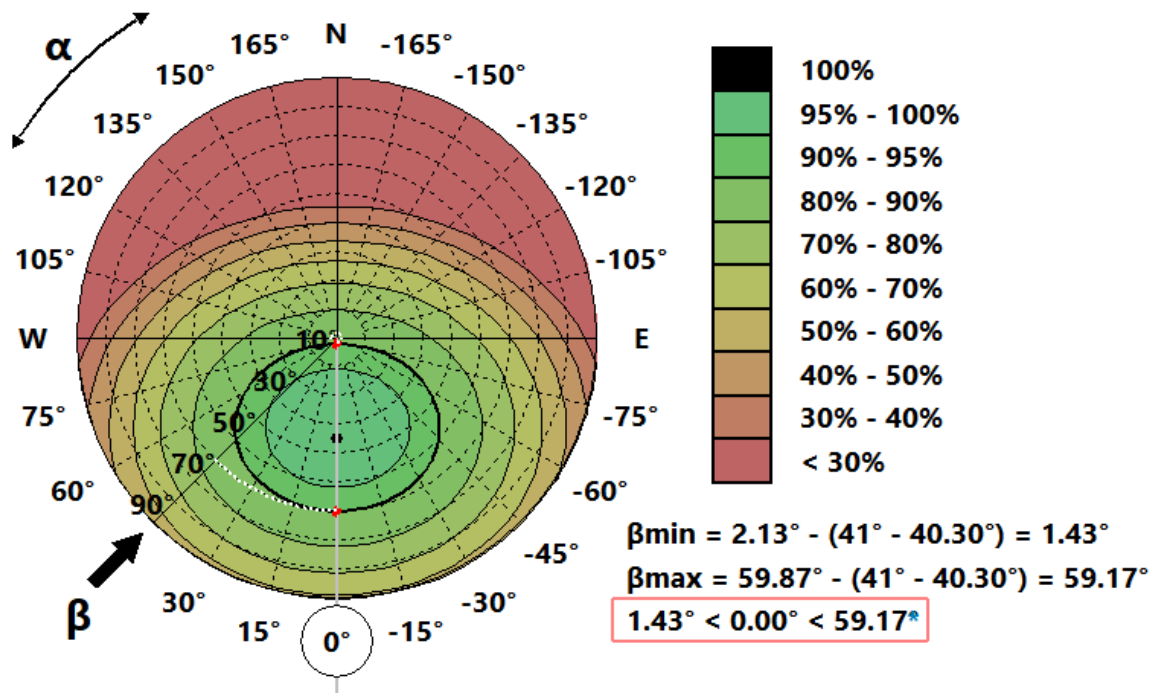 α
165°
N
-165°
150°
-150°
135°
-135°
120°
-120°
105°
-105°
W
E
75°
-75°
60°
-60°
-45°
30°
-30°
15°
-15°
0°
10°
30°
50°
70°
90°
β
100%
95% - 100%
90% - 95%
80% - 90%
70% - 80%
60% - 70%
50% - 60%
40% - 50%
30% - 40%
< 30%
βmin = 2.13° - (41° - 40.30°) = 1.43°
βmax = 59.87° - (41° - 40.30°) = 59.17°
1.43° < 0.00° < 59.17°*